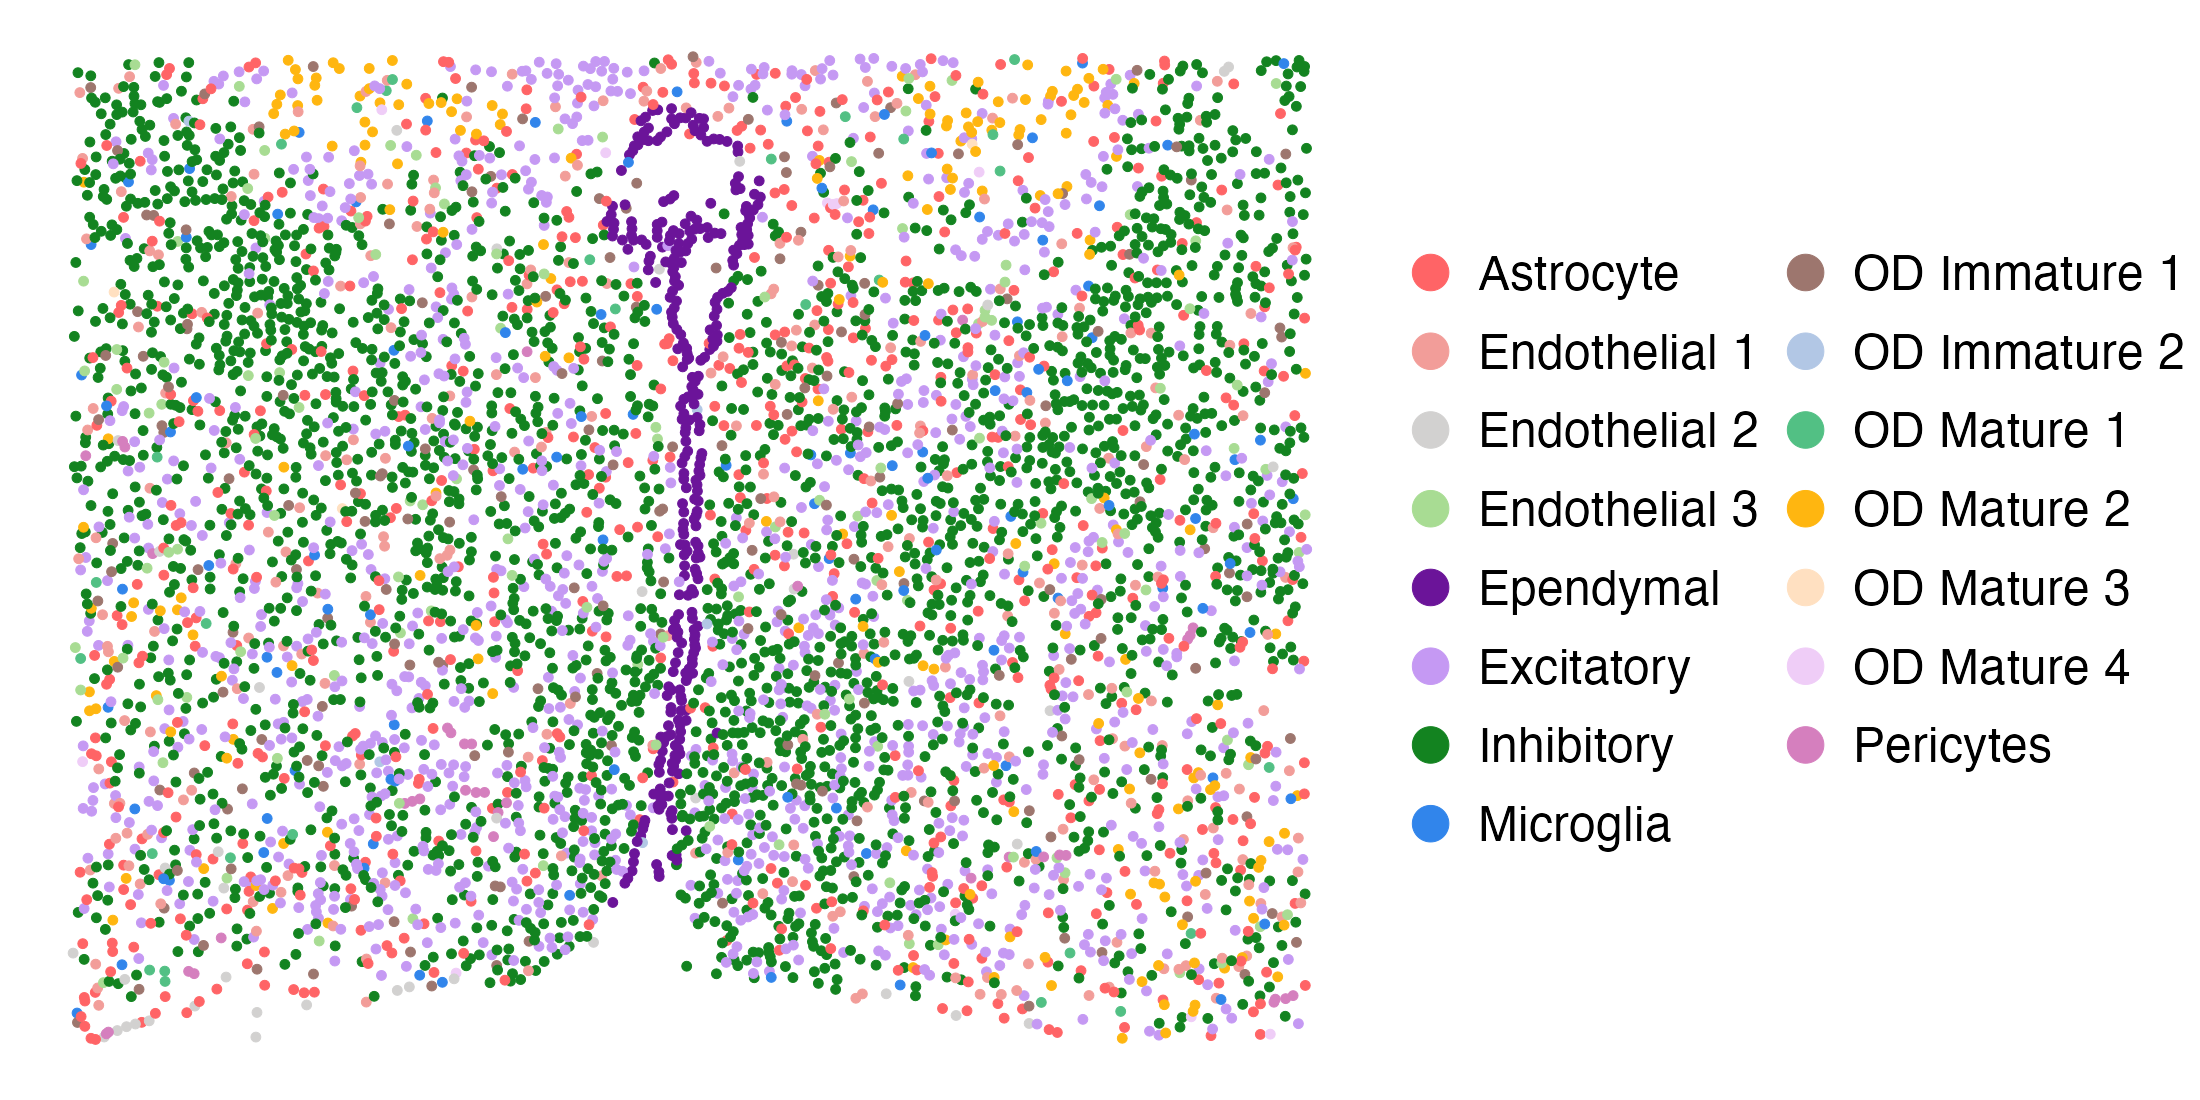 Astrocyte
Endothelial 1
Endothelial 2
Endothelial 3
Ependymal
Excitatory
Inhibitory
Microglia
OD Immature 1
OD Immature 2
OD Mature 1
OD Mature 2
OD Mature 3
OD Mature 4
Pericytes